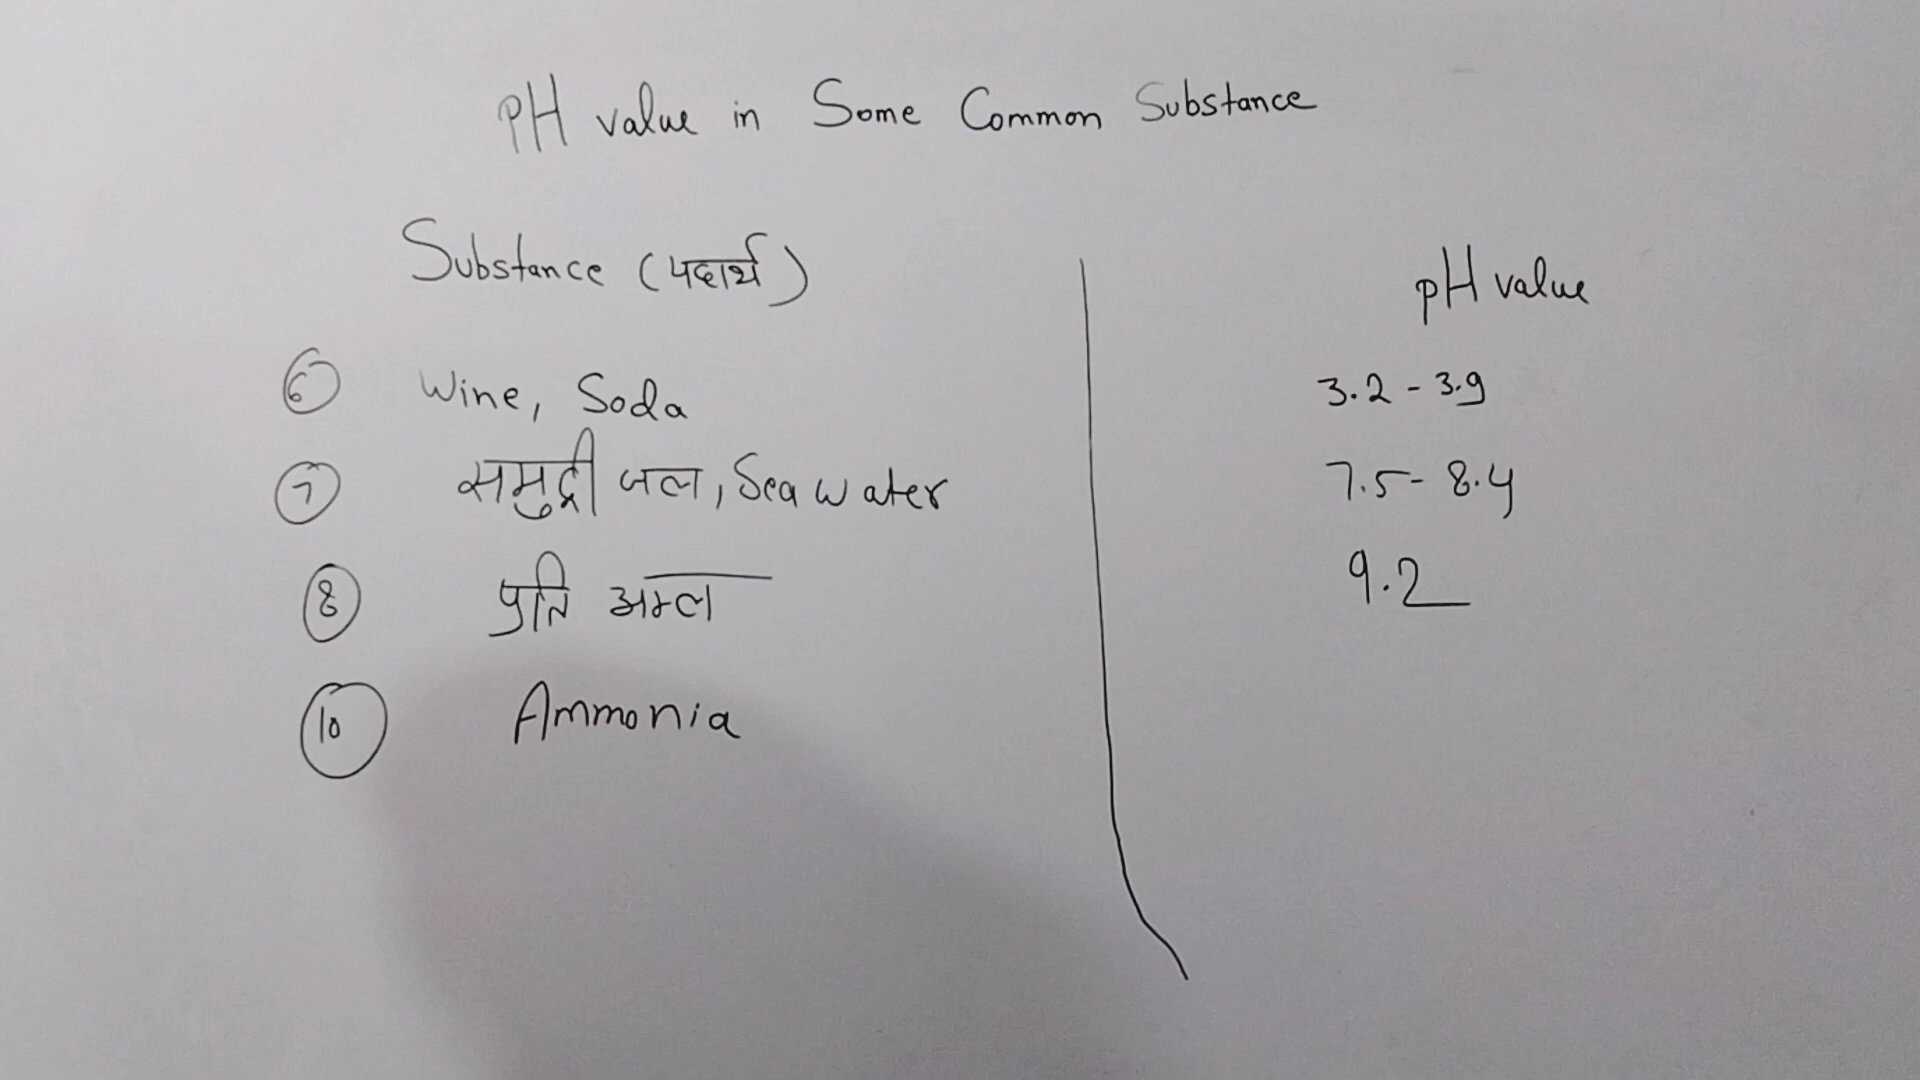 pH value in Some Common Substance
Substance (पदार्थ) pH value
6 Wine, Soda 3.2 - 3.9
7 समुद्री जल, Sea water 7.5 - 8.4
8 प्रति अम्ल 9.2
10 Ammonia